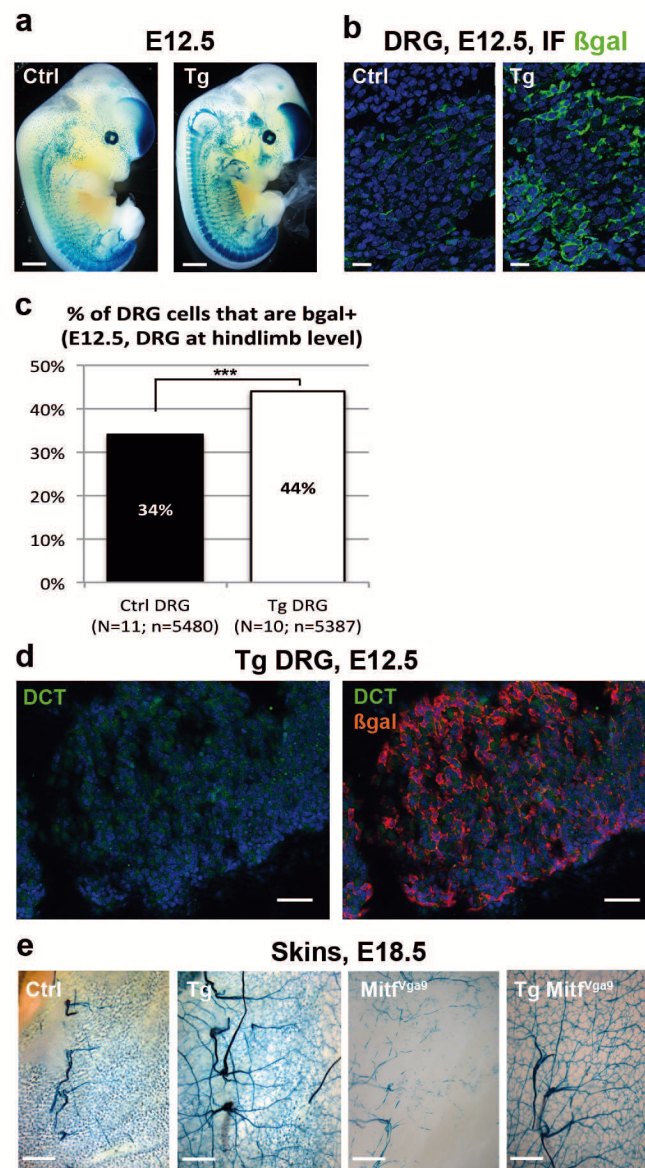 a
E12.5
Ctrl
Tg
b
DRG, E12.5, IF ßgal
Ctrl
Tg
c
% of DRG cells that are bgal+
(E12.5, DRG at hindlimb level)
50%
40%
30%
20%
10%
0%
***
34%
44%
Ctrl DRG
(N=11; n=5480)
Tg DRG
(N=10; n=5387)
d
Tg DRG, E12.5
DCT
DCT
ßgal
e
Skins, E18.5
Ctrl
Tg
Mitf^Vga9
Tg Mitf^Vga9